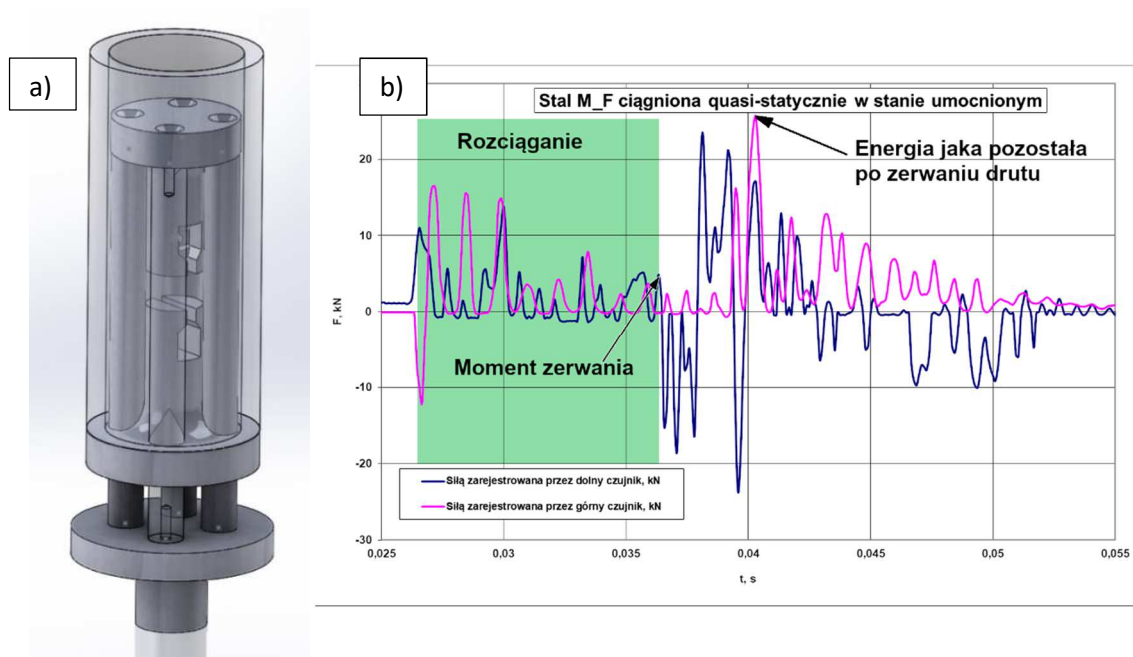 a)
b)
Stal M_F ciągniona quasi-statycznie w stanie umocnionym
Rozciąganie
Energia jaka pozostała
po zerwaniu drutu
Moment zerwania
Siłą zarejestrowana przez dolny czujnik, kN
Siłą zarejestrowana przez górny czujnik, kN
F, kN
20
10
0
-10
-20
-30
0,025
0,03
0,035
0,04
0,045
0,05
0,055
t, s